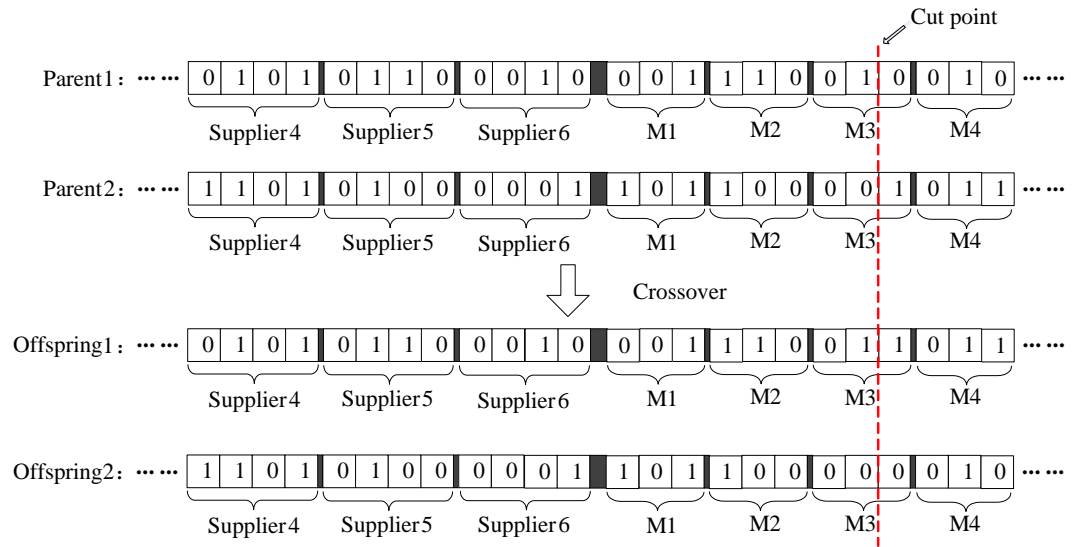 Cut point
Parent1: ⋯⋯ 0 1 0 1 0 1 1 0 0 0 1 0 0 0 1 1 1 0 0 1 0 0 1 0 ⋯⋯
Supplier4 Supplier5 Supplier6 M1 M2 M3 M4
Parent2: ⋯⋯ 1 1 0 1 0 1 0 0 0 0 0 1 1 0 1 1 0 0 0 0 1 0 1 1 ⋯⋯
Supplier4 Supplier5 Supplier6 M1 M2 M3 M4
Crossover
Offspring1: ⋯⋯ 0 1 0 1 0 1 1 0 0 0 1 0 0 0 1 1 1 0 0 1 1 0 1 1 ⋯⋯
Supplier4 Supplier5 Supplier6 M1 M2 M3 M4
Offspring2: ⋯⋯ 1 1 0 1 0 1 0 0 0 0 0 1 1 0 1 1 0 0 0 0 0 0 1 0 ⋯⋯
Supplier4 Supplier5 Supplier6 M1 M2 M3 M4